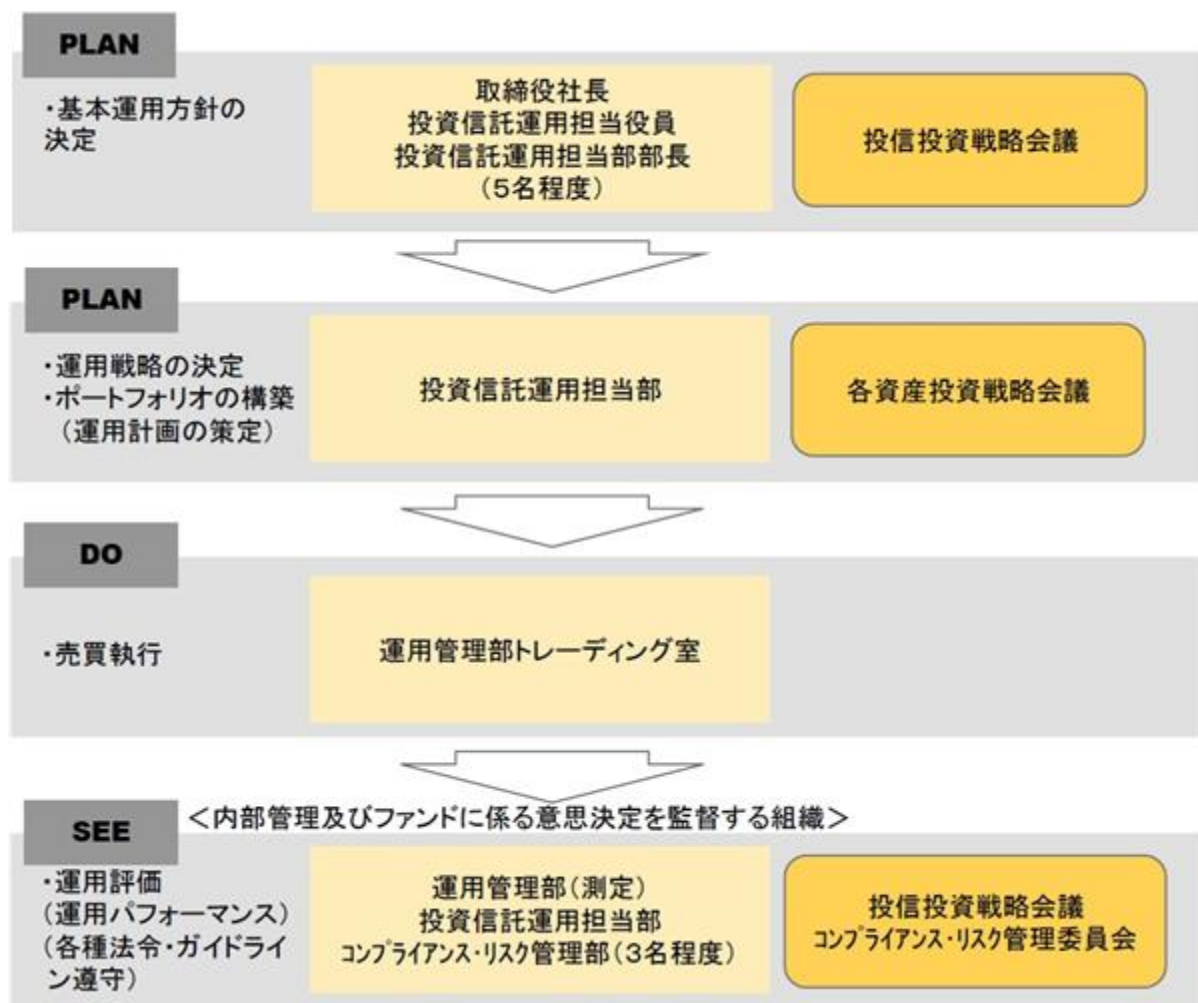 PLAN
・基本運用方針の
決定
取締役社長
投資信託運用担当役員
投資信託運用担当部部長
(5名程度)
投信投資戦略会議
PLAN
・運用戦略の決定
・ポートフォリオの構築
(運用計画の策定)
投資信託運用担当部
各資産投資戦略会議
DO
・売買執行
運用管理部トレーディング室
SEE
<内部管理及びファンドに係る意思決定を監督する組織>
・運用評価
(運用パフォーマンス)
(各種法令・ガイドライ
ン遵守)
運用管理部(測定)
投資信託運用担当部
コンプライアンス・リスク管理部(3名程度)
投信投資戦略会議
コンプライアンス・リスク管理委員会